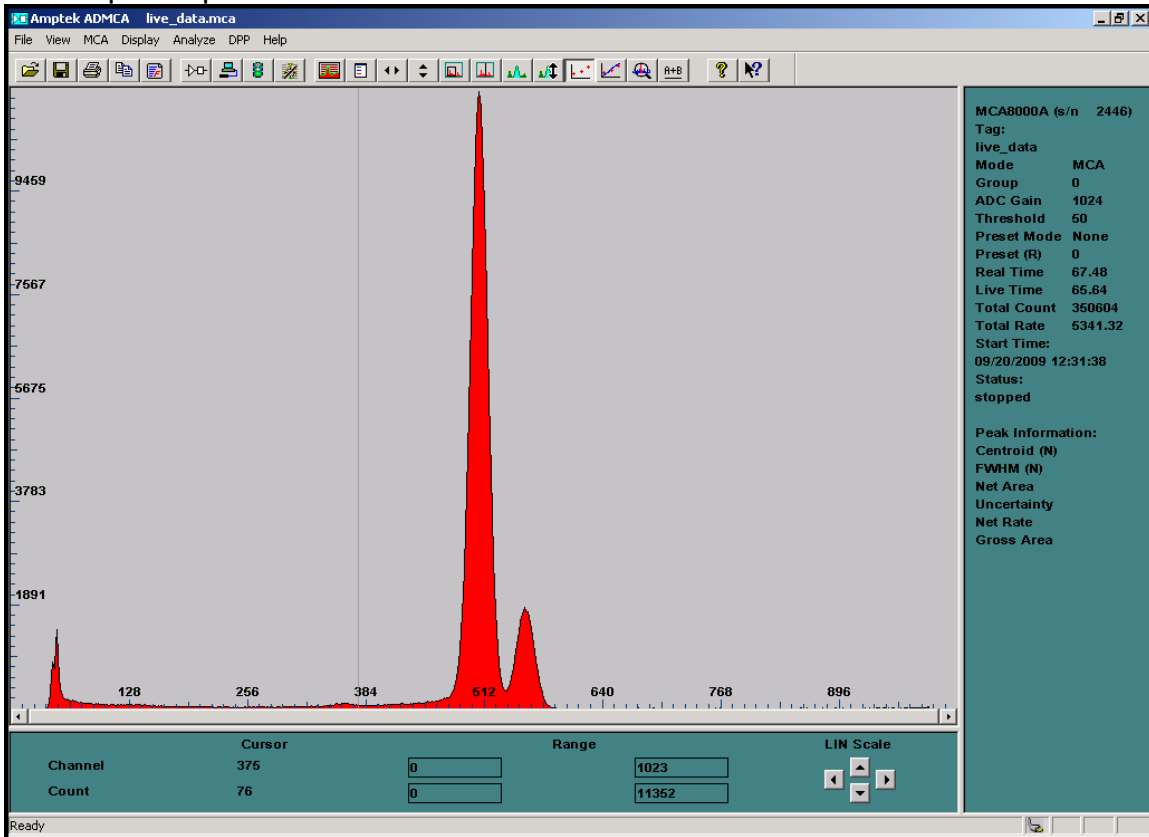 Amptek ADMCA live_data.mca
File View MCA Display Analyze DPP Help
A+B
9459
7567
5675
3783
1891
128 256 384 512 640 768 896
MCA8000A (s/n 2446)
Tag:
live_data
Mode MCA
Group 0
ADC Gain 1024
Threshold 50
Preset Mode None
Preset (R) 0
Real Time 67.48
Live Time 65.64
Total Count 350604
Total Rate 5341.32
Start Time:
09/20/2009 12:31:38
Status:
stopped
Peak Information:
Centroid (N)
FWHM (N)
Net Area
Uncertainty
Net Rate
Gross Area
Cursor Range LIN Scale
Channel 375 0 1023
Count 76 0 11352
Ready